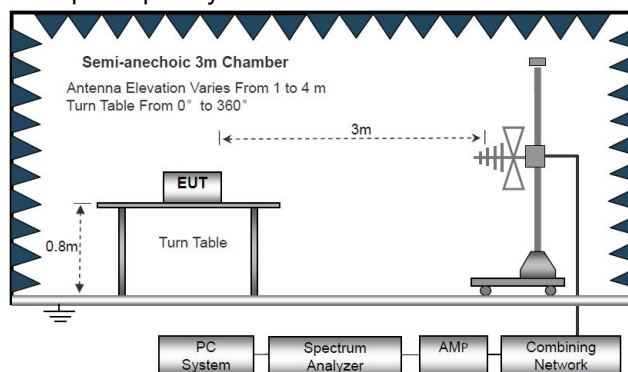 Semi-anechoic 3m Chamber
Antenna Elevation Varies From 1 to 4 m
Turn Table From 0° to 360°
3m
EUT
0.8m
Turn Table
PC
System
Spectrum
Analyzer
AMP
Combining
Network